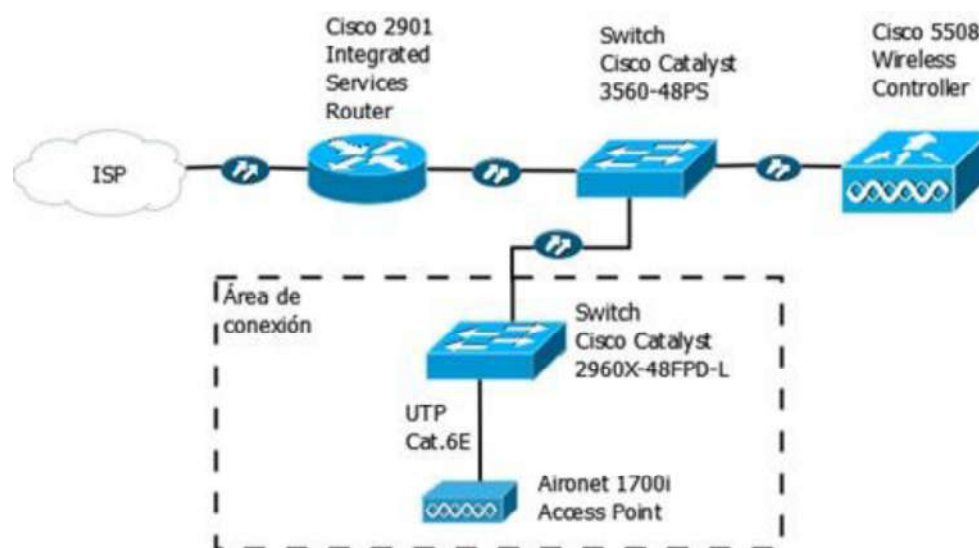 Cisco 2901
Integrated
Services
Router
Switch
Cisco Catalyst
3560-48PS
Cisco 5508
Wireless
Controller
ISP
Área de
conexión
Switch
Cisco Catalyst
2960X-48FPD-L
UTP
Cat.6E
Aironet 1700i
Access Point